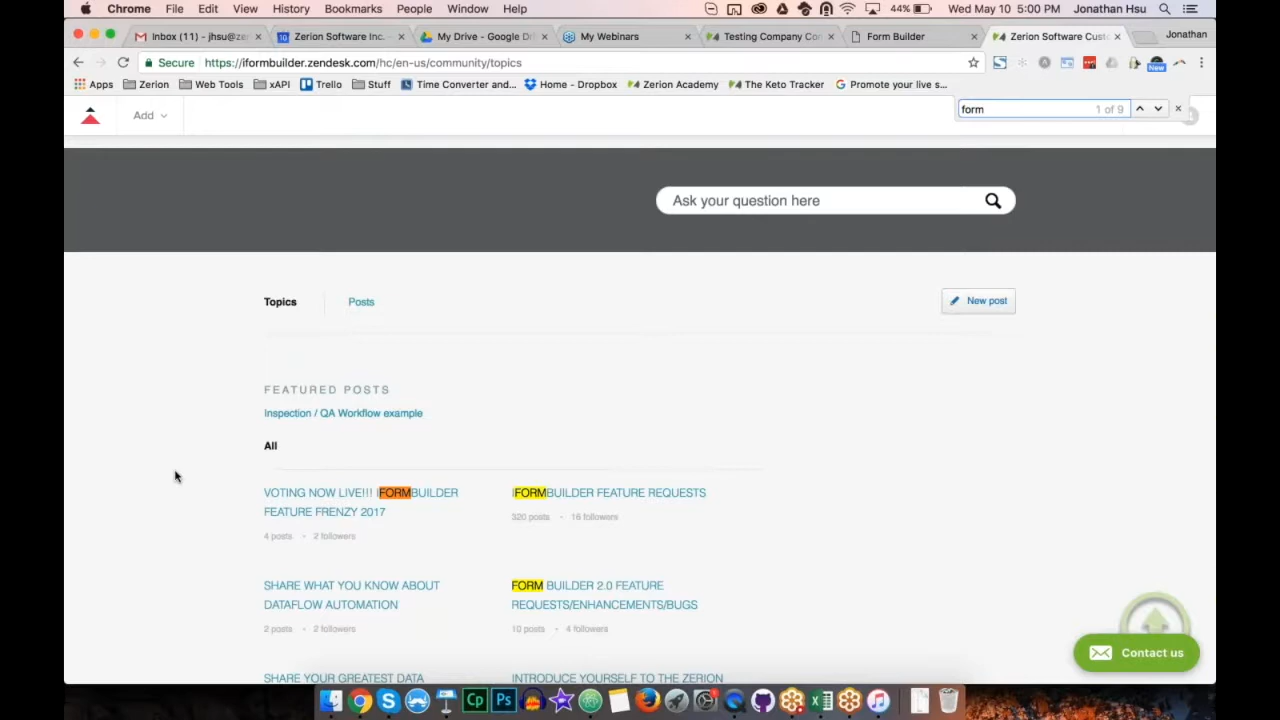 Chrome File Edit View History Bookmarks People Window Help 44% Wed May 10 5:00 PM Jonathan Hsu
Inbox (11) - jhsu@ze Zerion Software Inc. - My Drive - Google Dr My Webinars Testing Company Con Form Builder Zerion Software Cust Jonathan
Secure https://iformbuilder.zendesk.com/hc/en-us/community/topics
Apps Zerion Web Tools xAPI Trello Stuff Time Converter and... Home - Dropbox Zerion Academy The Keto Tracker Promote your live s...
New
Add
form 1 of 9
Ask your question here
Topics Posts New post
FEATURED POSTS
Inspection / QA Workflow example
All
VOTING NOW LIVE!!! IFORMBUILDER
FEATURE FRENZY 2017
4 posts 2 followers
IFORMBUILDER FEATURE REQUESTS
320 posts 16 followers
SHARE WHAT YOU KNOW ABOUT
DATAFLOW AUTOMATION
2 posts 2 followers
FORM BUILDER 2.0 FEATURE
REQUESTS/ENHANCEMENTS/BUGS
10 posts 4 followers
Contact us
SHARE YOUR GREATEST DATA
INTRODUCE YOURSELF TO THE ZERION
Cp Ps